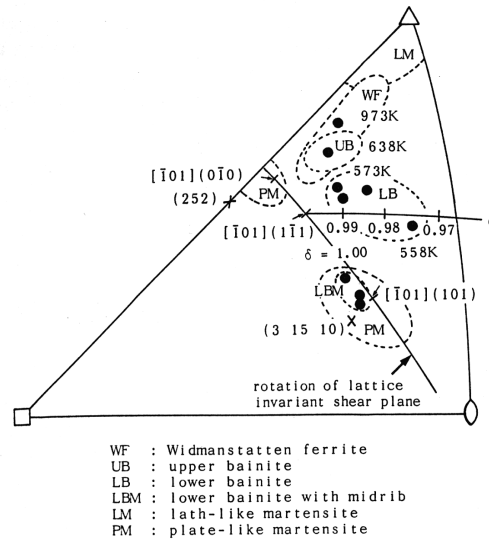 LM
WF
973K
UB 638K
573K
[1̄01](01̄0)
PM
LB
(252)
[1̄01](11̄1)
0.99 0.98 0.97
δ = 1.00
558K
LBM
[1̄01](101)
(3 15 10)
PM
rotation of lattice
invariant shear plane
WF : Widmanstatten ferrite
UB : upper bainite
LB : lower bainite
LBM : lower bainite with midrib
LM : lath-like martensite
PM : plate-like martensite